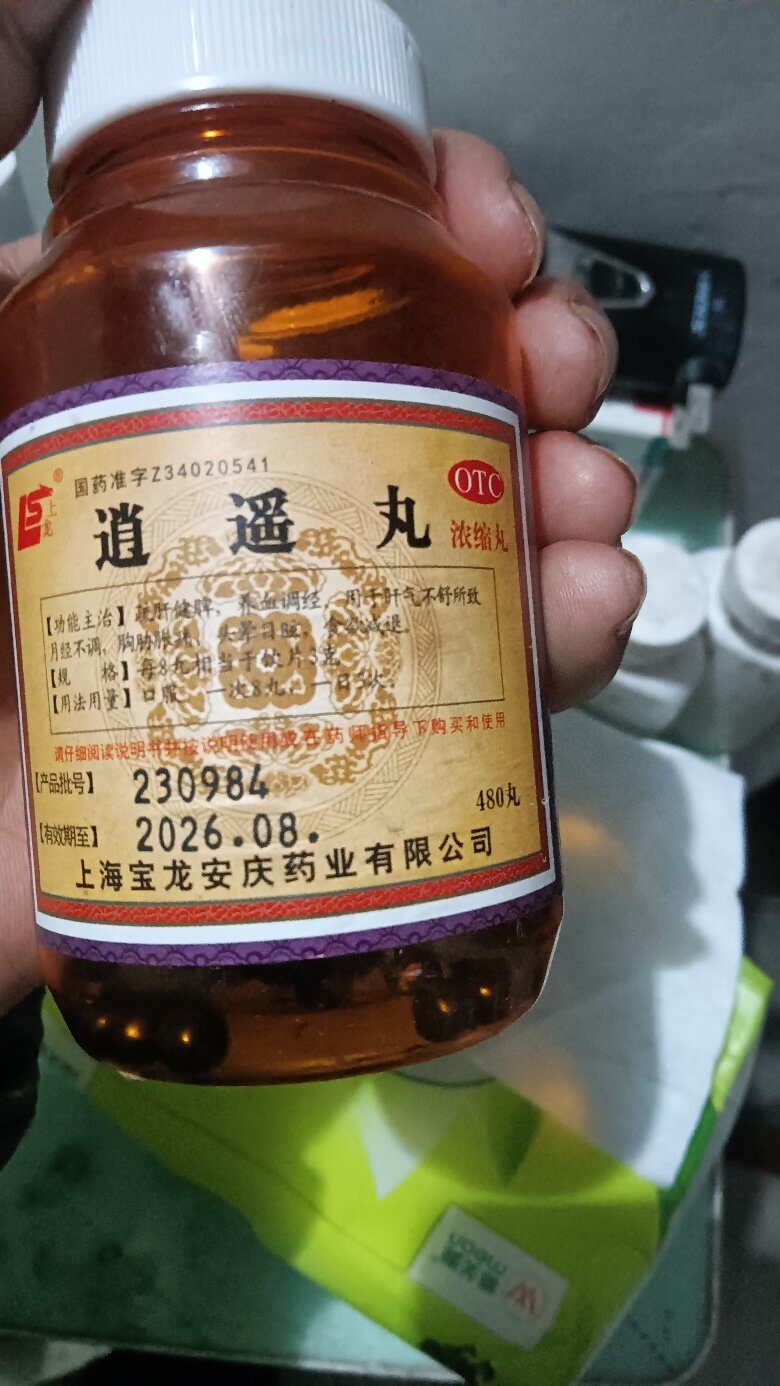 国药准字Z34020541
OTC
上龙®
逍遥丸
浓缩丸
【功能主治】疏肝健脾，养血调经，用于肝气不舒所致
月经不调，胸胁胀痛，头晕目眩，食欲减退。
【规　格】每8丸相当于饮片3克
【用法用量】口服，一次8丸，一日3次
请仔细阅读说明书并按说明使用或在药师指导下购买和使用
【产品批号】230984
480丸
【有效期至】2026.08.
上海宝龙安庆药业有限公司